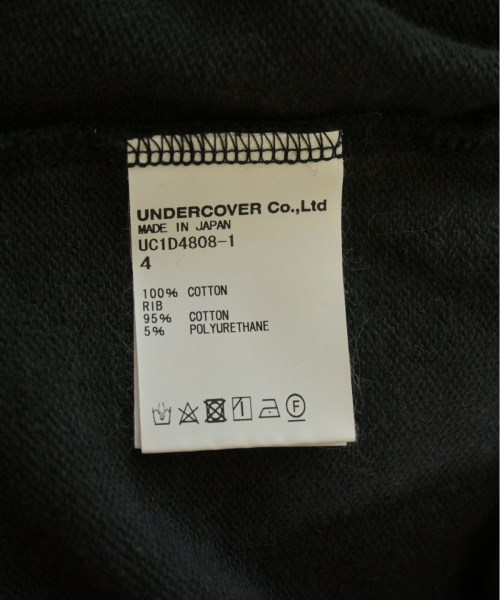 UNDERCOVER Co.,Ltd
MADE IN JAPAN
UC1D4808-1
4
100% COTTON
RIB
95% COTTON
5% POLYURETHANE
F